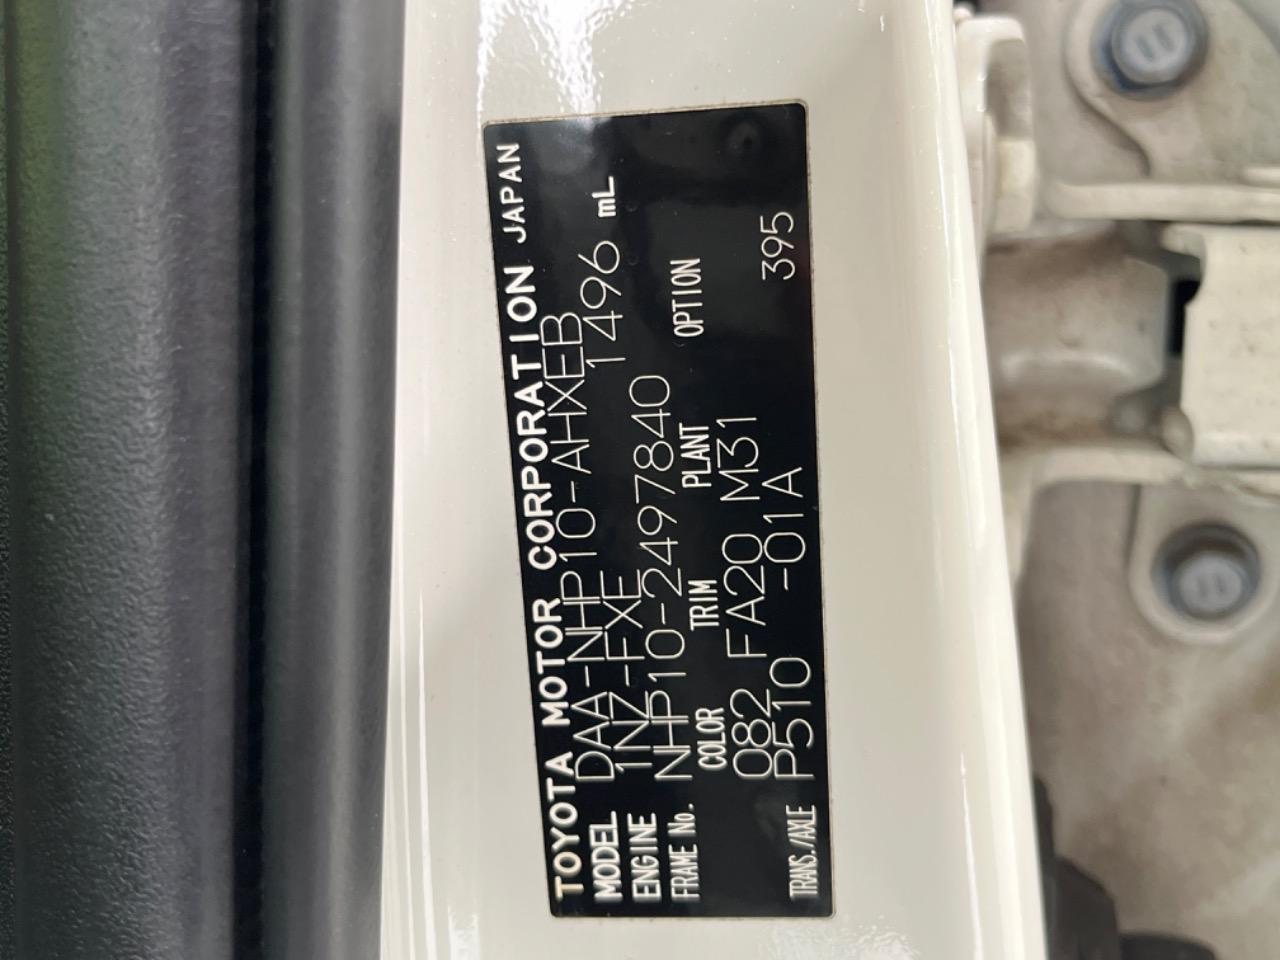 TOYOTA MOTOR CORPORATION JAPAN
MODEL DAA-NHP10-AHXEB
ENGINE 1NZ-FXE 1496 mL
FRAME No. NHP10-2497840
COLOR TRIM PLANT OPTION
082 FA20 M31
TRANS./AXLE P510 -01A 395